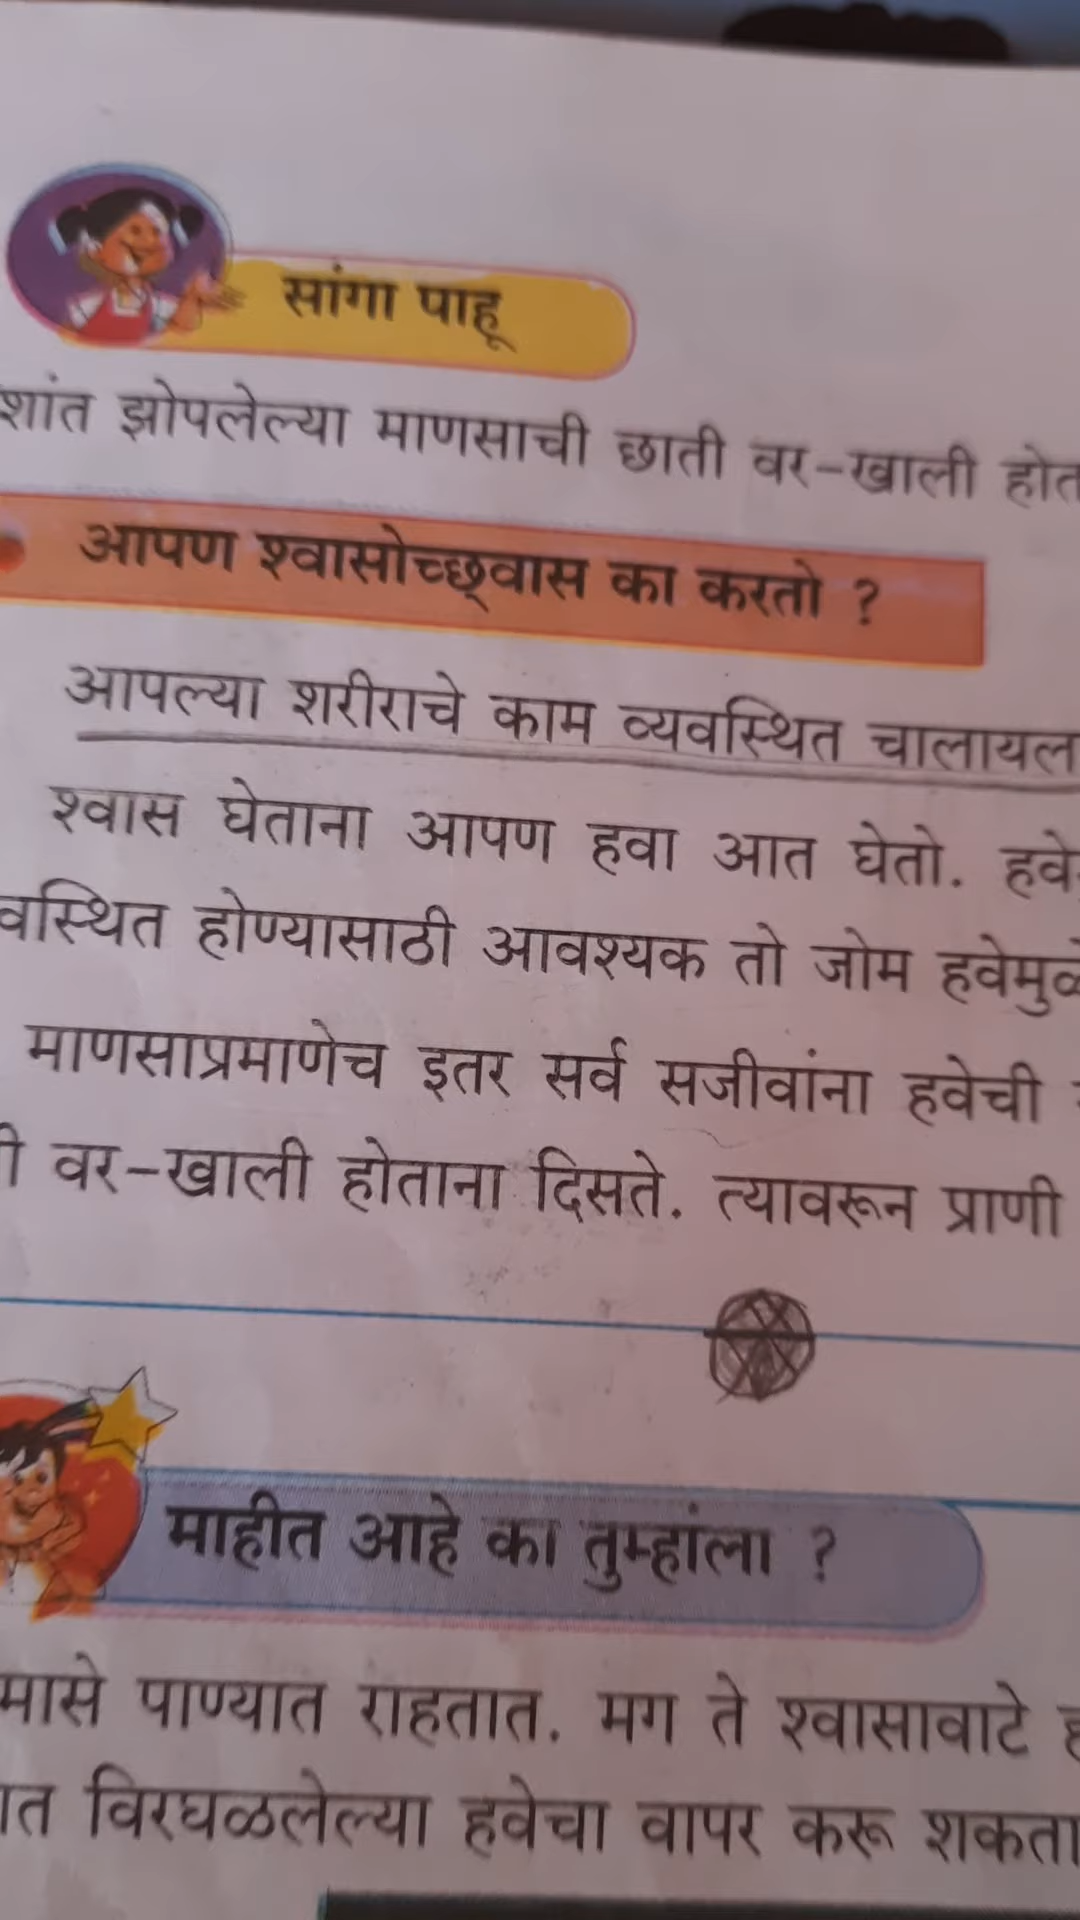 सांगा पाहू
शांत झोपलेल्या माणसाची छाती वर-खाली होत
आपण श्वासोच्छ्वास का करतो ?
आपल्या शरीराचे काम व्यवस्थित चालायल
श्वास घेताना आपण हवा आत घेतो. हवे
वस्थित होण्यासाठी आवश्यक तो जोम हवेमुळ
माणसाप्रमाणेच इतर सर्व सजीवांना हवेची
ी वर-खाली होताना दिसते. त्यावरून प्राणी
माहीत आहे का तुम्हांला ?
मासे पाण्यात राहतात. मग ते श्वासावाटे ह
ात विरघळलेल्या हवेचा वापर करू शकता